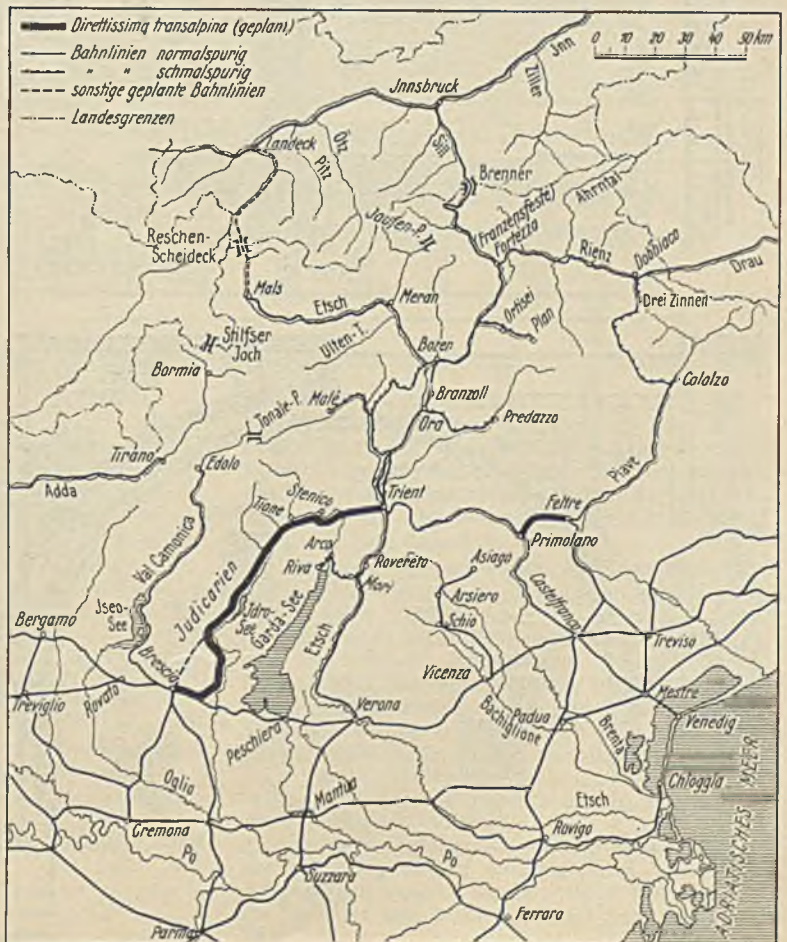 Direttissima transalpina (geplant)
Bahnlinien normalspurig
" " schmalspurig
sonstige geplante Bahnlinien
Landesgrenzen
0 10 20 30 40 50 km
Jnn
Ziller
Jnnsbruck
Landeck
Pitz
Ötz
Sill
Brenner
Ahrntal
Jaufen-P.
(Franzensfeste)
Fortezza
Rienz
Dobbiaco
Drau
Reschen-
Scheideck
Mals
Etsch
Meran
Drei Zinnen
Ortisei
Plan
Ulten-T.
Stilfser
Joch
Bozen
Bormia
Calalzo
Branzoll
Tonale-P.
Malè
Ora
Predazzo
Tirano
Edolo
Adda
Piave
Trient
Feltre
Stenico
Tione
Primolano
Val Camonica
Arco
Riva
Rovereto
Asiago
Mori
Arsiero
Castelfranco
Judicarien
Jdro-
See
Garda-See
Schio
Jseo-
See
Bergamo
Etsch
Treviso
Brescia
Vicenza
Treviglio
Rovato
Mestre
Verona
Bachiglione
Padua
Venedig
Peschiera
Brenta
Chioggia
Oglio
Mantua
Etsch
Cremona
Rovigo
Po
Po
Suzzara
ADRIATISCHES MEER
Parma
Ferrara